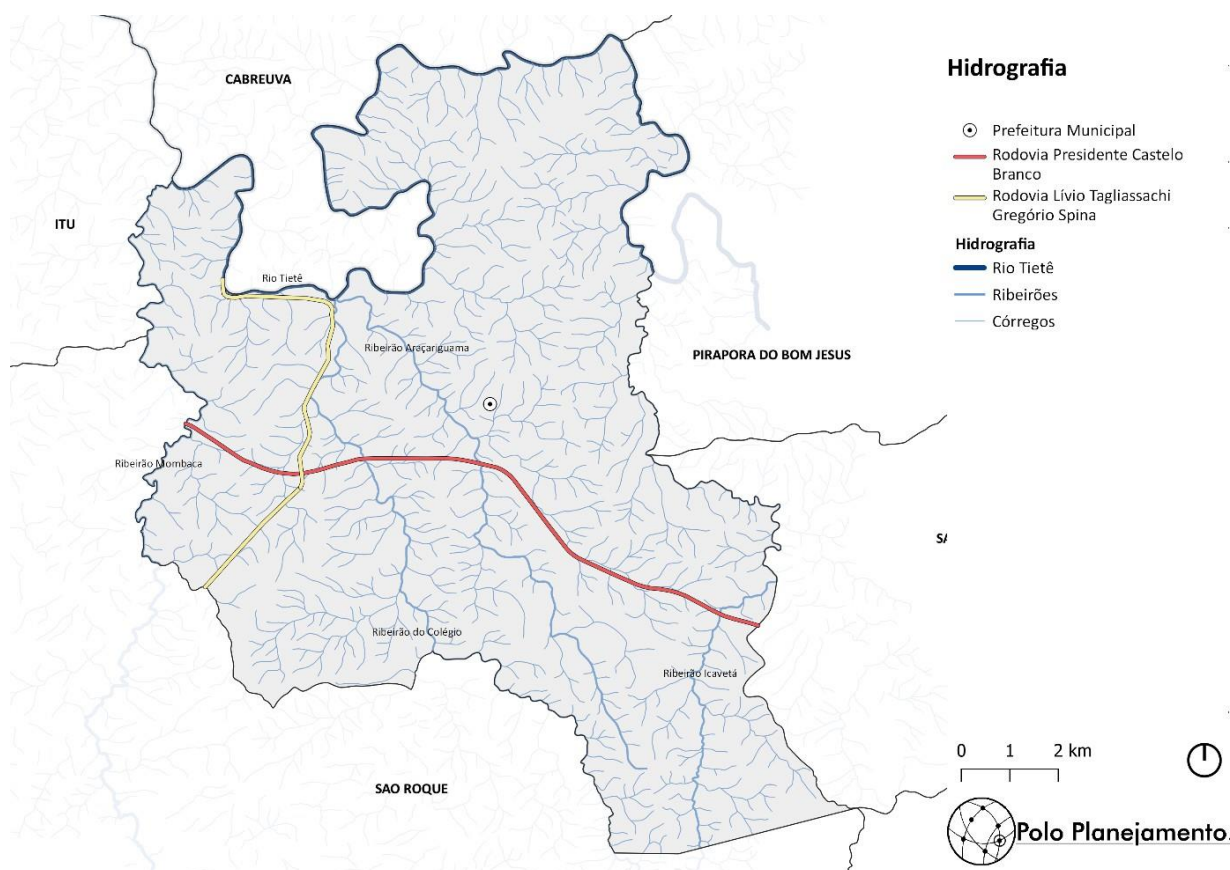 CABREUVA
ITU
Rio Tietê
Ribeirão Araçariguama
PIRAPORA DO BOM JESUS
Ribeirão Mombaca
SA
Ribeirão do Colégio
Ribeirão Icavetá
SAO ROQUE
Hidrografia
Prefeitura Municipal
Rodovia Presidente Castelo
Branco
Rodovia Lívio Tagliassachi
Gregório Spina
Hidrografia
Rio Tietê
Ribeirões
Córregos
0 1 2 km
Polo Planejamento.